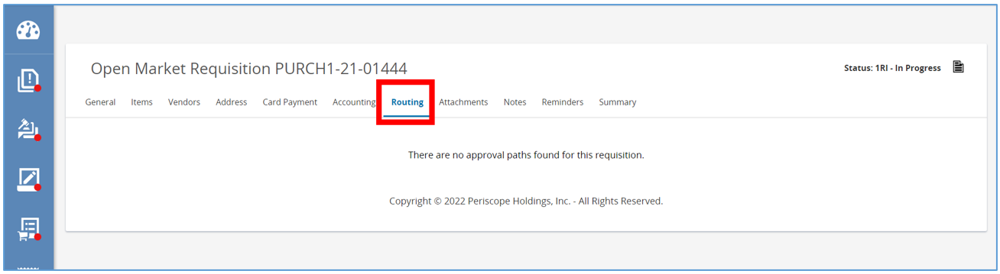 Open Market Requisition PURCH1-21-01444
Status: 1RI - In Progress
General Items Vendors Address Card Payment Accounting Routing Attachments Notes Reminders Summary
There are no approval paths found for this requisition.
Copyright © 2022 Periscope Holdings, Inc. - All Rights Reserved.